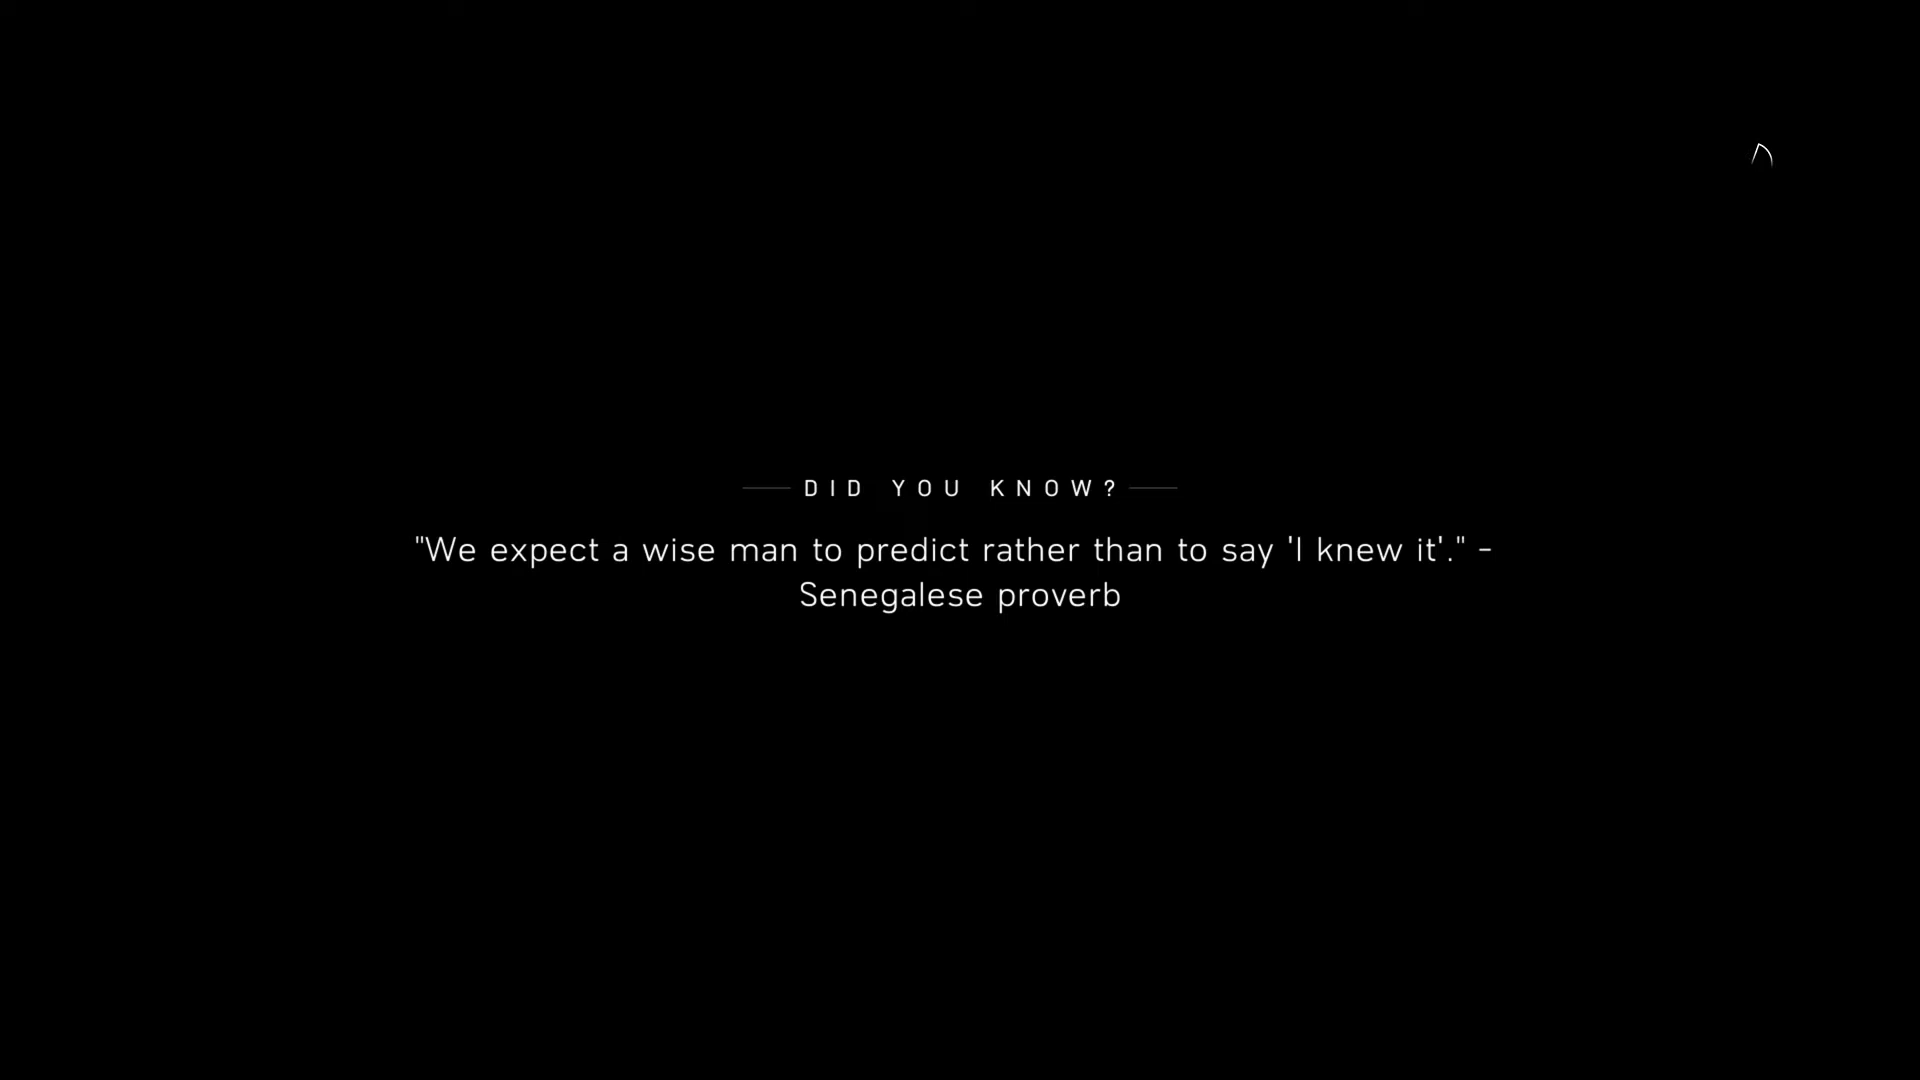 DID YOU KNOW?
"We expect a wise man to predict rather than to say 'I knew it'." -
Senegalese proverb